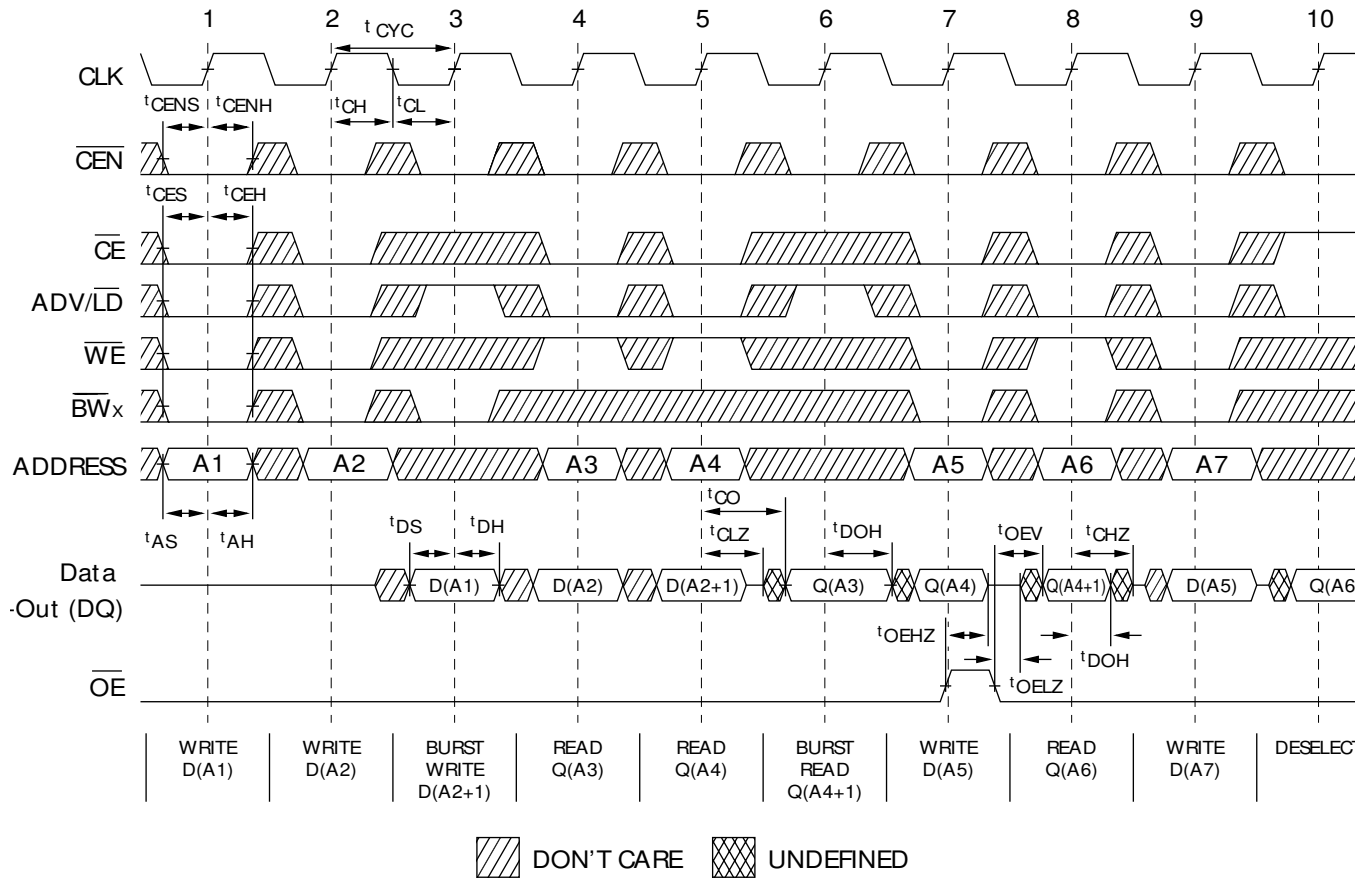 1 2 3 4 5 6 7 8 9 10
tCYC
CLK
tCENS tCENH tCH tCL
CEN
tCES tCEH
CE
ADV/LD
WE
BWx
ADDRESS A1 A2 A3 A4 A5 A6 A7
tCO
tAS tAH tDS tDH tCLZ tDOH tOEV tCHZ
Data
-Out (DQ) D(A1) D(A2) D(A2+1) Q(A3) Q(A4) Q(A4+1) D(A5) Q(A6
tOEHZ tDOH
tOELZ
OE
WRITE
D(A1)
WRITE
D(A2)
BURST
WRITE
D(A2+1)
READ
Q(A3)
READ
Q(A4)
BURST
READ
Q(A4+1)
WRITE
D(A5)
READ
Q(A6)
WRITE
D(A7)
DESELECT
DON'T CARE UNDEFINED